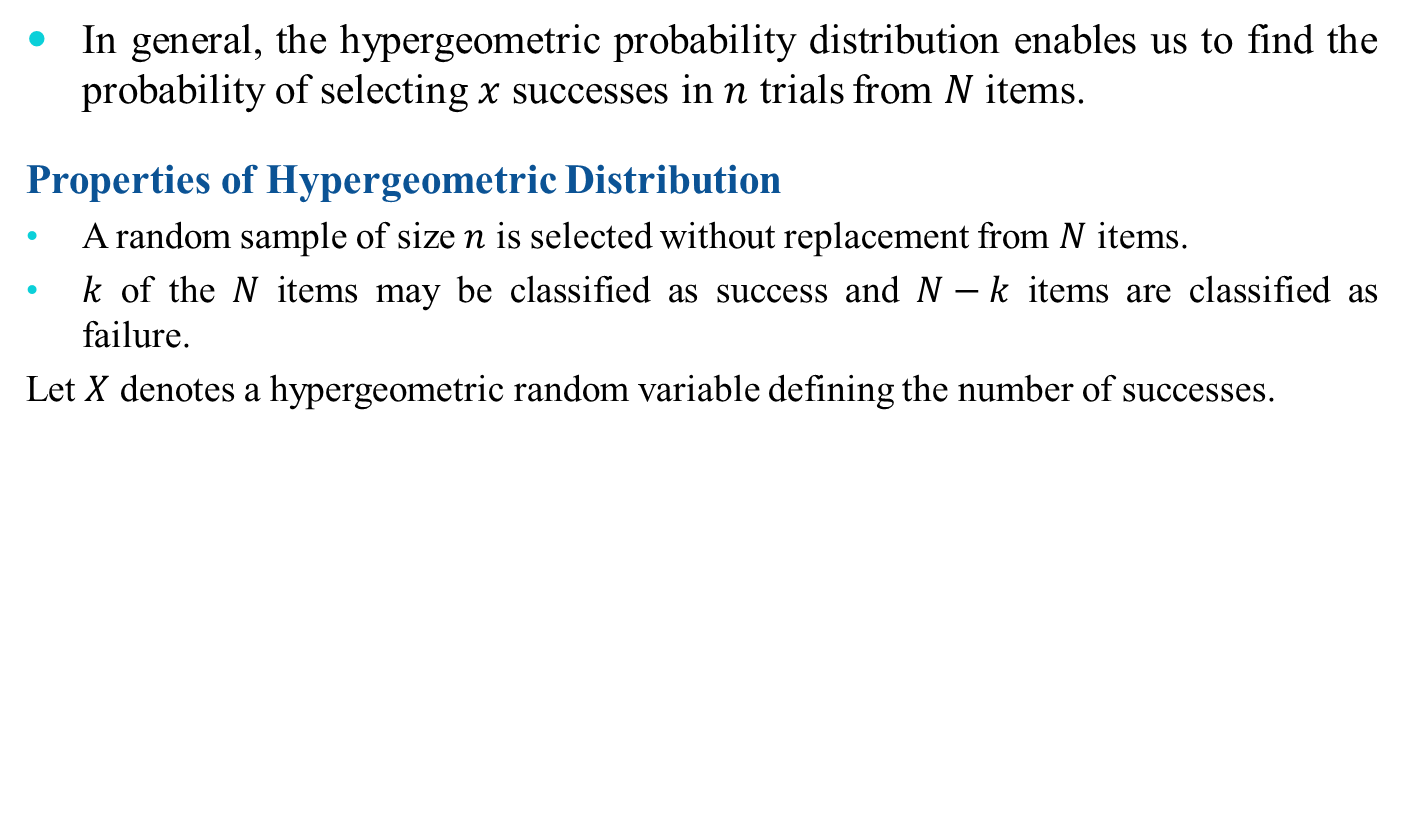 • In general, the hypergeometric probability distribution enables us to find the
probability of selecting x successes in n trials from N items.
Properties of Hypergeometric Distribution
• A random sample of size n is selected without replacement from N items.
• k of the N items may be classified as success and N − k items are classified as
failure.
Let X denotes a hypergeometric random variable defining the number of successes.